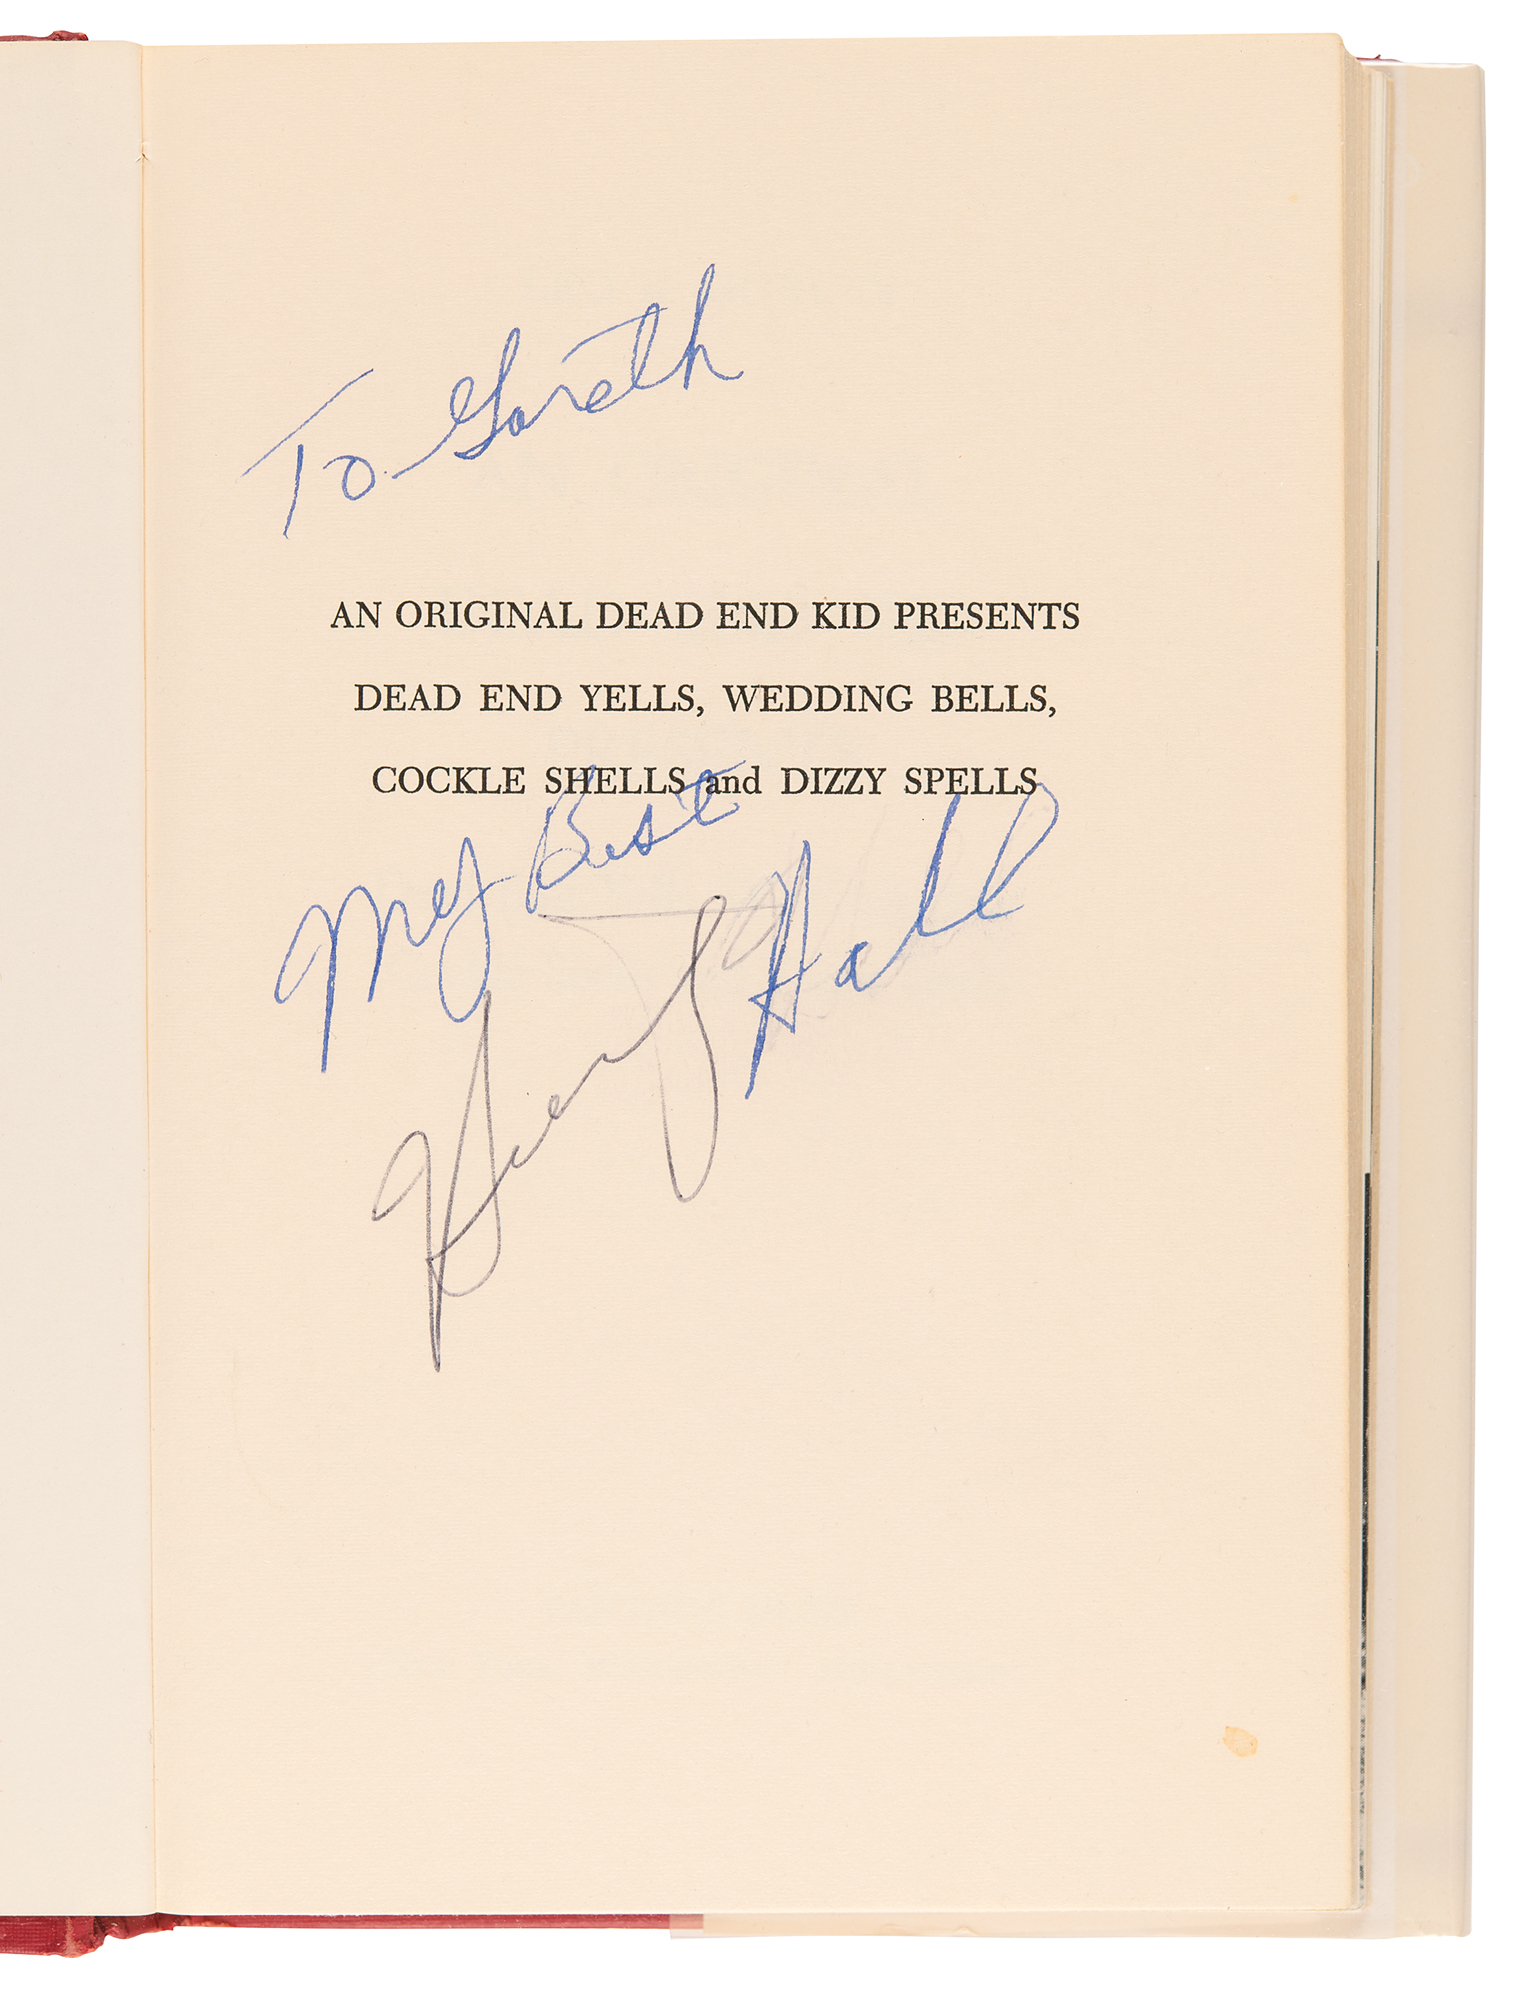 To Gareth
AN ORIGINAL DEAD END KID PRESENTS
DEAD END YELLS, WEDDING BELLS,
COCKLE SHELLS and DIZZY SPELLS
My Best
Henry Hall